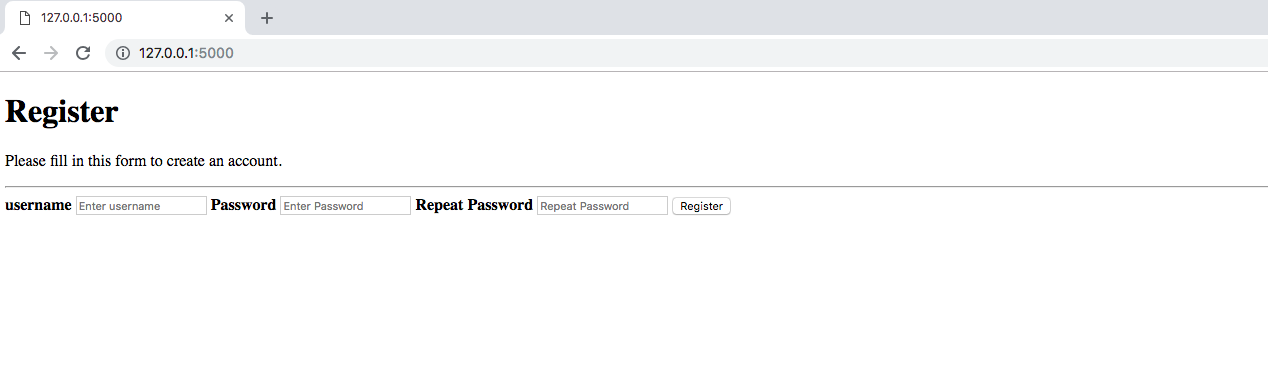 127.0.0.1:5000
127.0.0.1:5000
Register
Please fill in this form to create an account.
username Enter username Password Enter Password Repeat Password Repeat Password Register